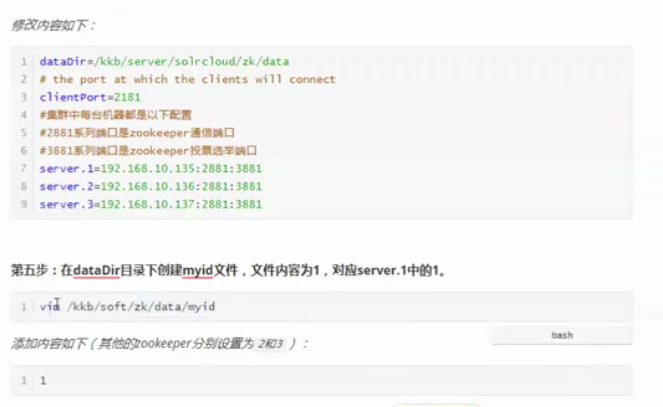 修改内容如下：
1 dataDir=/kkb/server/solrcloud/zk/data
2 # the port at which the clients will connect
3 clientPort=2181
4 #集群中每台机器都是以下配置
5 #2881系列端口是zookeeper通信端口
6 #3881系列端口是zookeeper投票选举端口
7 server.1=192.168.10.135:2881:3881
8 server.2=192.168.10.136:2881:3881
9 server.3=192.168.10.137:2881:3881
第五步：在dataDir目录下创建myid文件，文件内容为1，对应server.1中的1。
1 vim /kkb/soft/zk/data/myid
bash
添加内容如下（其他的zookeeper分别设置为 2和3 ）：
1 1